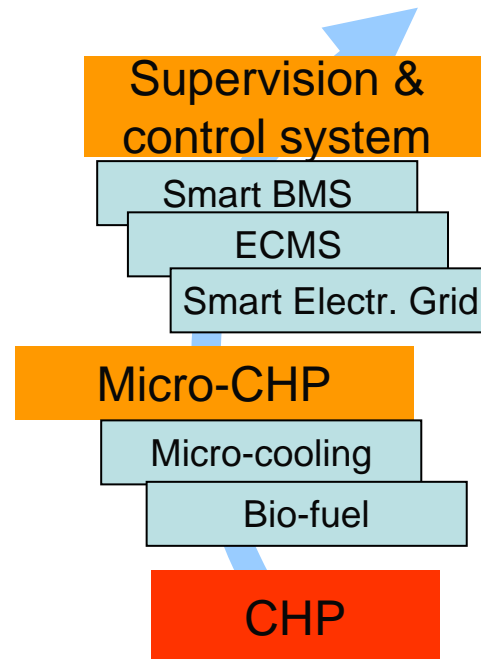 Supervision &
control system
Smart BMS
ECMS
Smart Electr. Grid
Micro-CHP
Micro-cooling
Bio-fuel
CHP